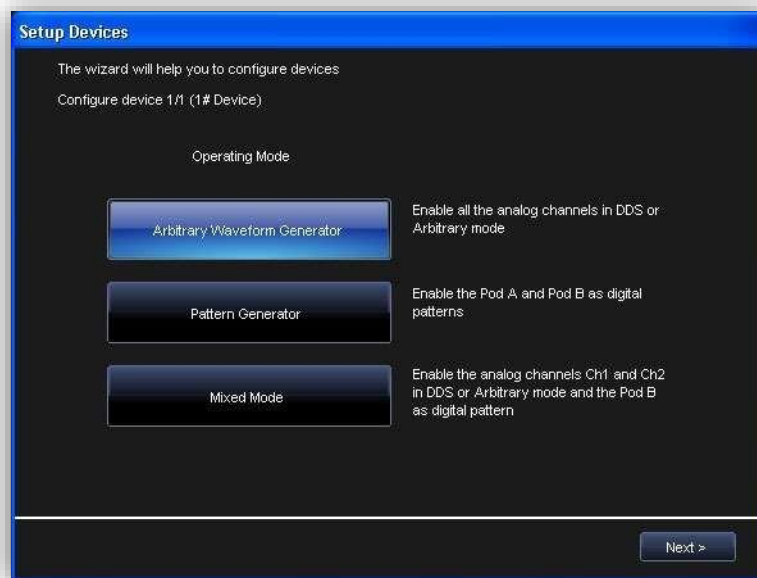 Setup Devices
The wizard will help you to configure devices
Configure device 1/1 (1# Device)
Operating Mode
Arbitrary Waveform Generator
Enable all the analog channels in DDS or
Arbitrary mode
Pattern Generator
Enable the Pod A and Pod B as digital
patterns
Mixed Mode
Enable the analog channels Ch1 and Ch2
in DDS or Arbitrary mode and the Pod B
as digital pattern
Next >